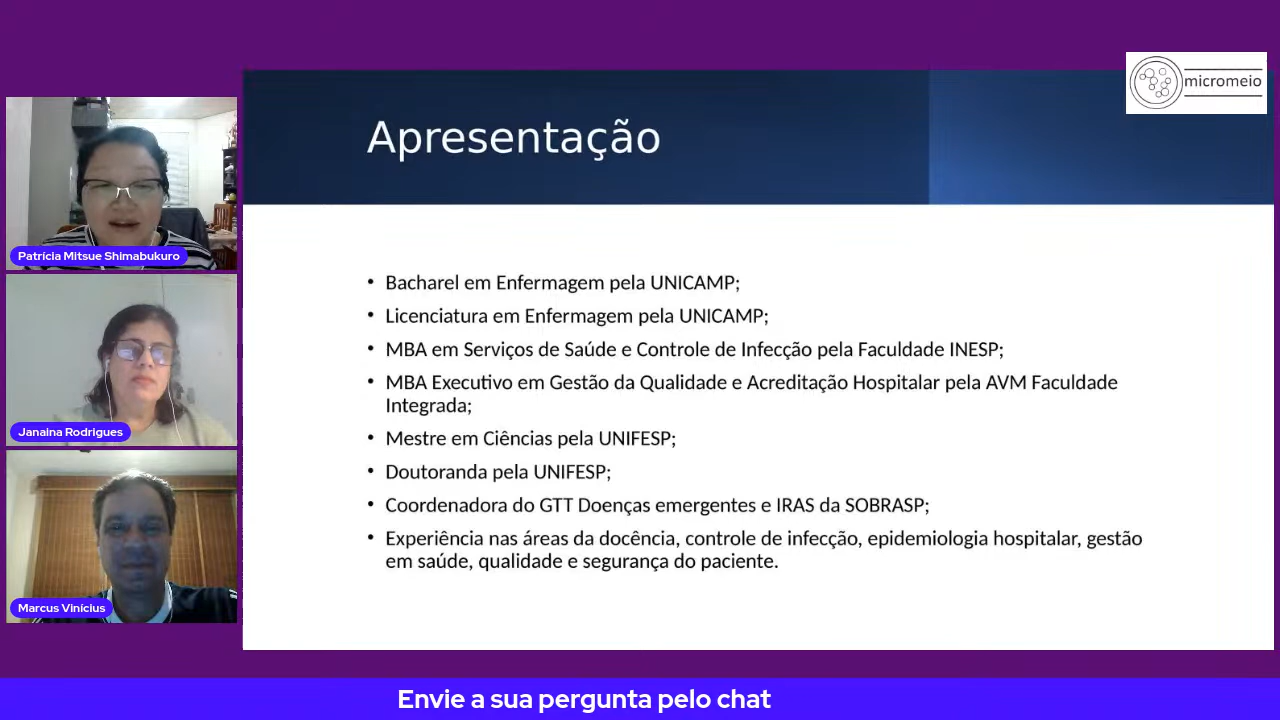 micromeio
Apresentação
Patrícia Mitsue Shimabukuro
Janaina Rodrigues
Marcus Vinícius
• Bacharel em Enfermagem pela UNICAMP;
• Licenciatura em Enfermagem pela UNICAMP;
• MBA em Serviços de Saúde e Controle de Infecção pela Faculdade INESP;
• MBA Executivo em Gestão da Qualidade e Acreditação Hospitalar pela AVM Faculdade
Integrada;
• Mestre em Ciências pela UNIFESP;
• Doutoranda pela UNIFESP;
• Coordenadora do GTT Doenças emergentes e IRAS da SOBRASP;
• Experiência nas áreas da docência, controle de infecção, epidemiologia hospitalar, gestão
em saúde, qualidade e segurança do paciente.
Envie a sua pergunta pelo chat